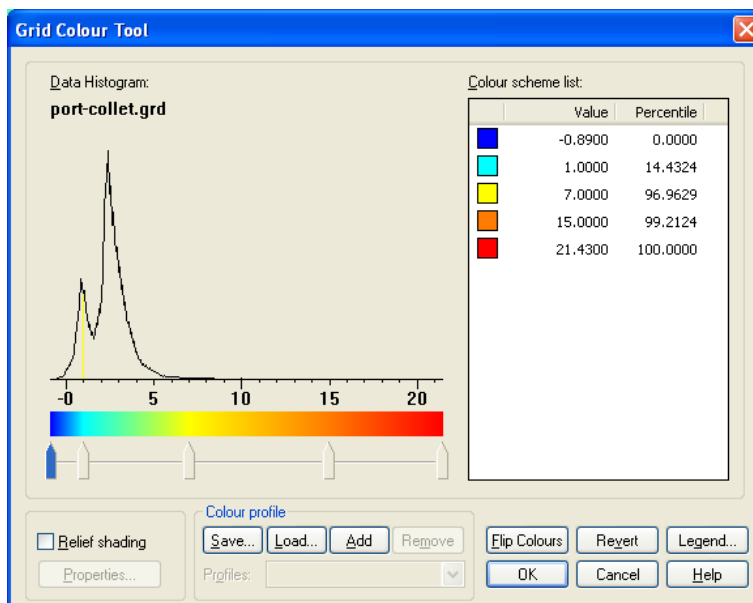 Grid Colour Tool
Data Histogram:
port-collet.grd
-0 5 10 15 20
Colour scheme list:
Value Percentile
-0.8900 0.0000
1.0000 14.4324
7.0000 96.9629
15.0000 99.2124
21.4300 100.0000
Relief shading
Properties...
Colour profile
Save... Load... Add Remove
Profiles:
Flip Colours Revert Legend...
OK Cancel Help